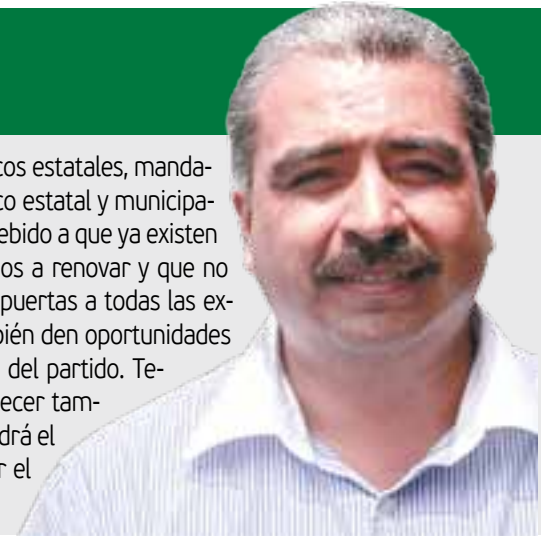 cos estatales, manda-
co estatal y municipa-
ebido a que ya existen
os a renovar y que no
puertas a todas las ex-
bién den oportunidades
del partido. Te-
ecer tam-
drá el
r el